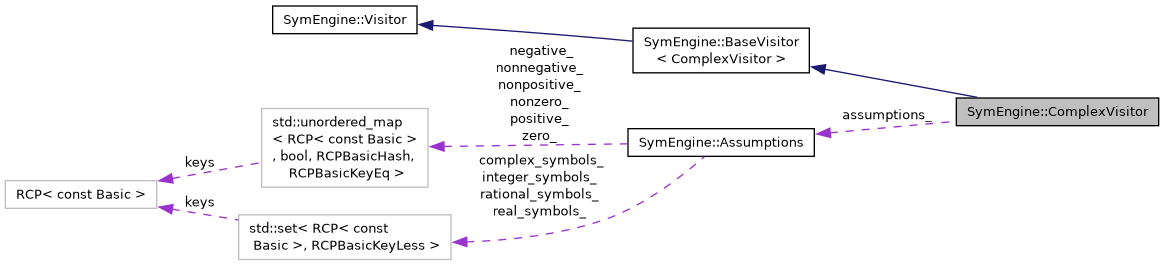 SymEngine::Visitor
SymEngine::BaseVisitor
< ComplexVisitor >
negative_
nonnegative_
nonpositive_
nonzero_
positive_
zero_
SymEngine::ComplexVisitor
assumptions_
std::unordered_map
< RCP< const Basic >
, bool, RCPBasicHash,
RCPBasicKeyEq >
SymEngine::Assumptions
keys
complex_symbols_
integer_symbols_
rational_symbols_
real_symbols_
RCP< const Basic >
keys
std::set< RCP< const
Basic >, RCPBasicKeyLess >